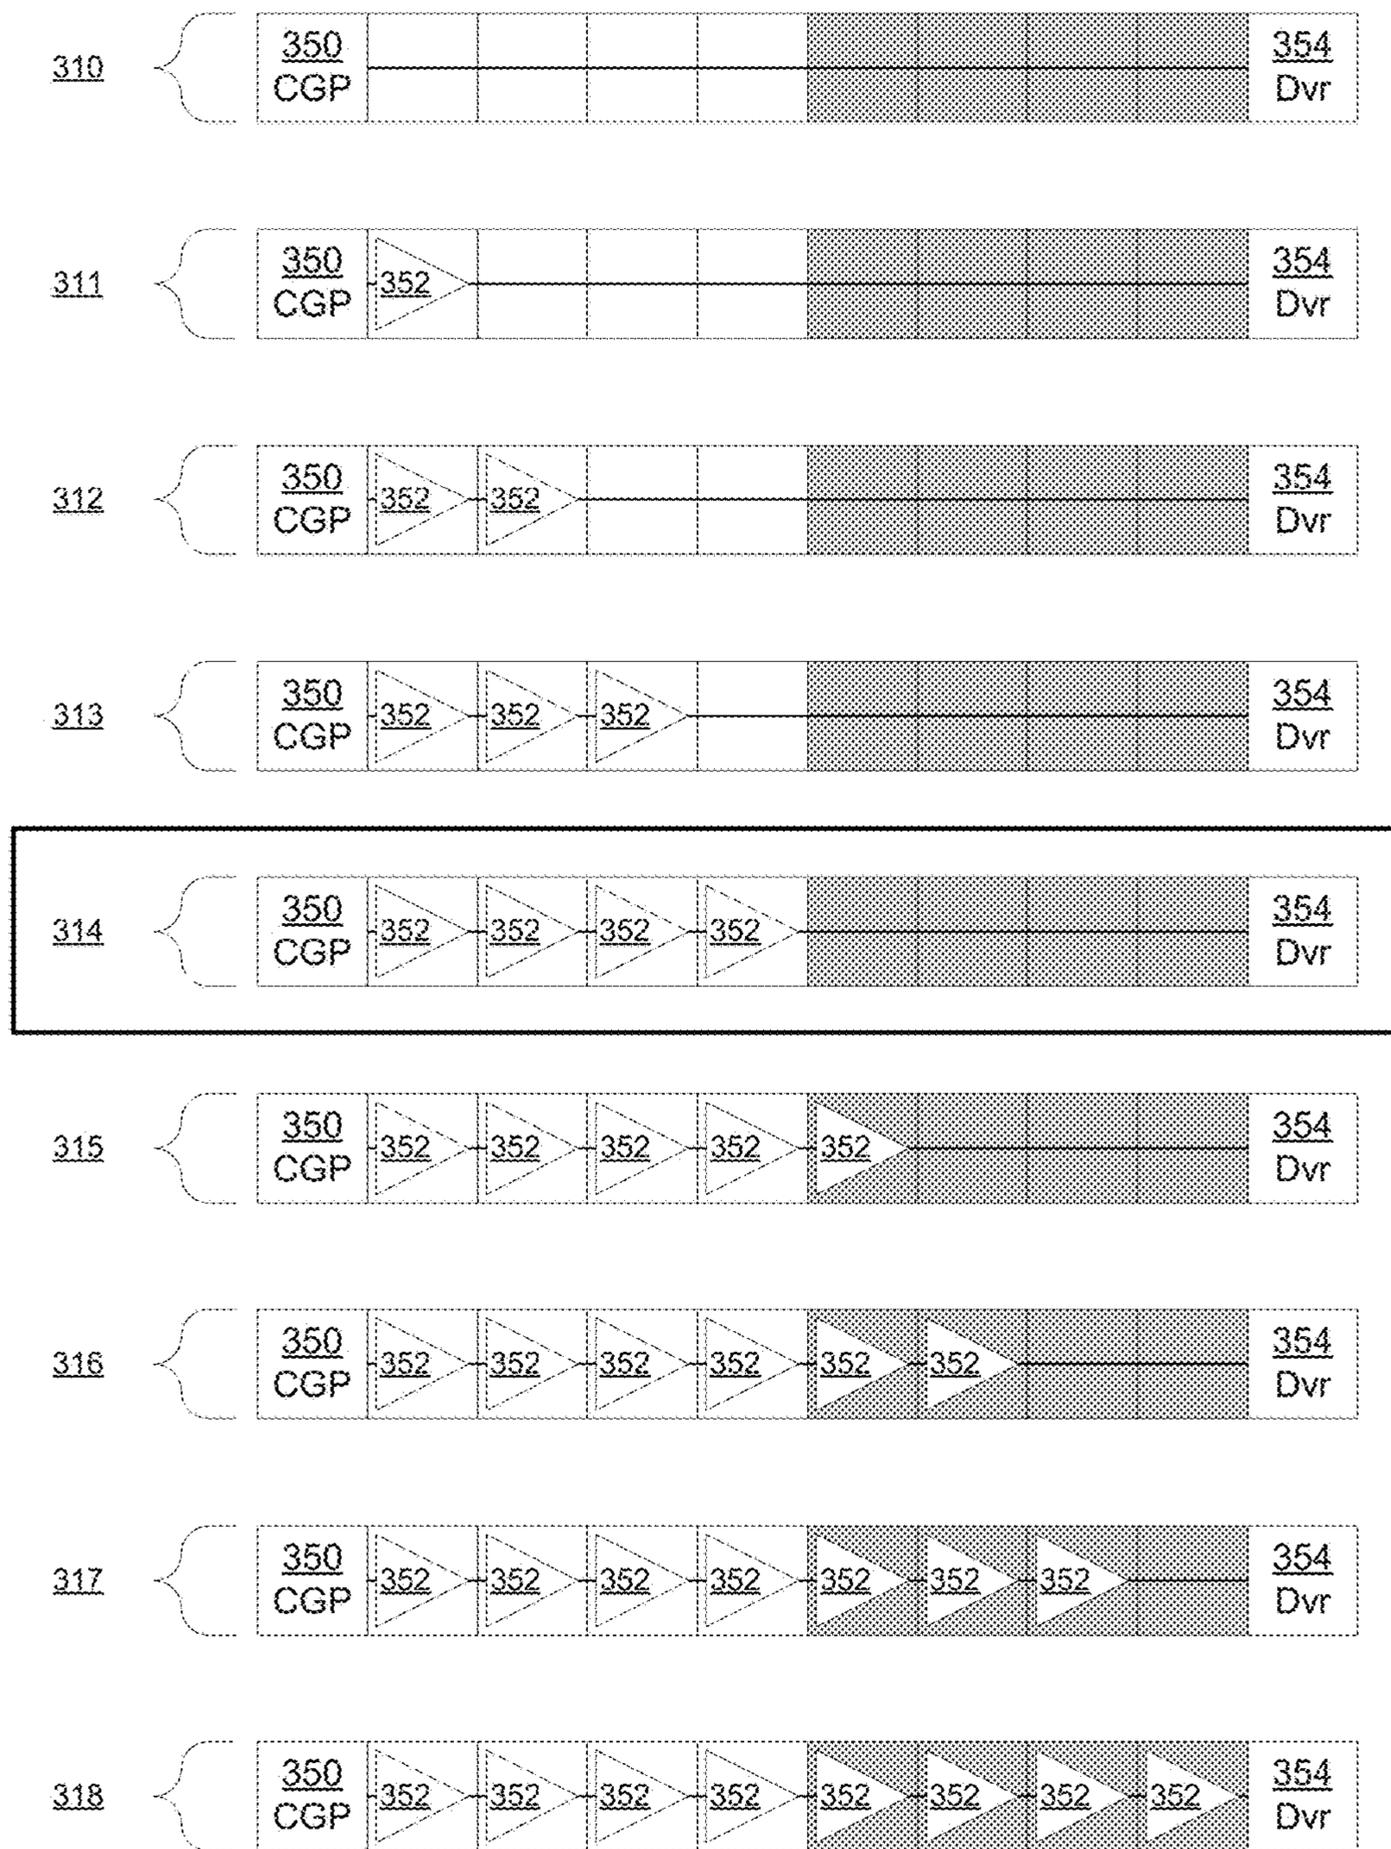 310 350 354
CGP Dvr
311 350 352 354
CGP Dvr
312 350 352 352 354
CGP Dvr
313 350 352 352 352 354
CGP Dvr
314 350 352 352 352 352 354
CGP Dvr
315 350 352 352 352 352 352 354
CGP Dvr
316 350 352 352 352 352 352 352 354
CGP Dvr
317 350 352 352 352 352 352 352 352 354
CGP Dvr
318 350 352 352 352 352 352 352 352 352 354
CGP Dvr